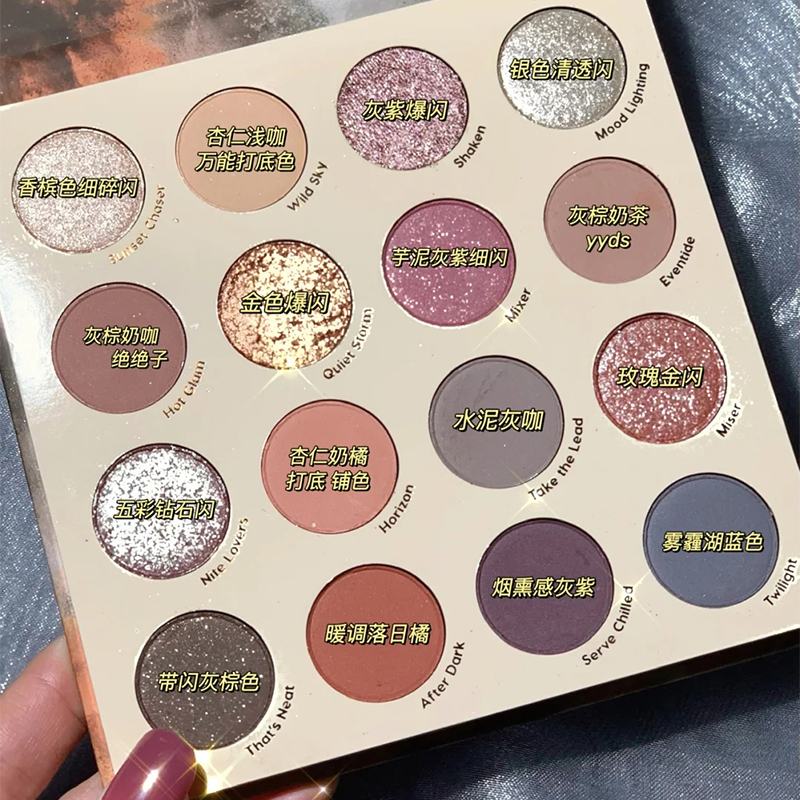 香槟色细碎闪
Sunset Chaser
杏仁浅咖
万能打底色
Wild Sky
灰紫爆闪
Shaken
银色清透闪
Mood Lighting
灰棕奶咖
绝绝子
Hot Glam
金色爆闪
Quiet Storm
芋泥灰紫细闪
Mixer
灰棕奶茶
yyds
Eventide
五彩钻石闪
Nite Lovers
杏仁奶橘
打底 铺色
Horizon
水泥灰咖
Take the Lead
玫瑰金闪
Miser
带闪灰棕色
That's Neat
暖调落日橘
After Dark
烟熏感灰紫
Serve Chilled
雾霾湖蓝色
Twilight